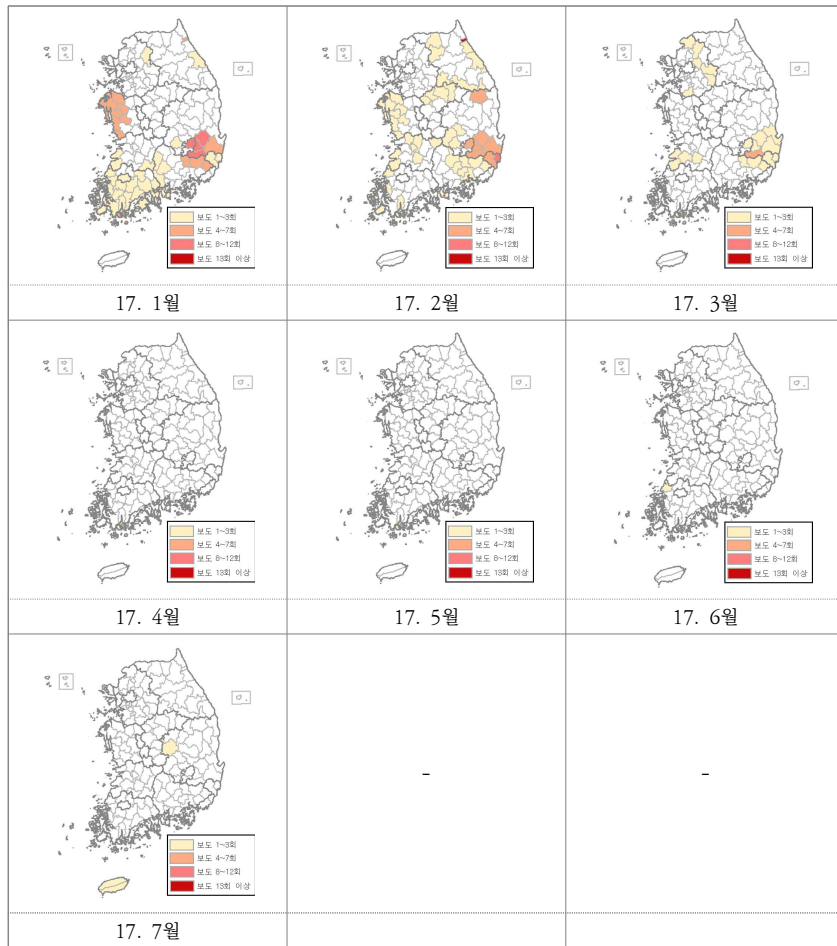 보도 1~3회
보도 4~7회
보도 8~12회
보도 13회 이상
보도 1~3회
보도 4~7회
보도 8~12회
보도 13회 이상
보도 1~3회
보도 4~7회
보도 8~12회
보도 13회 이상
17. 1월
17. 2월
17. 3월
보도 1~3회
보도 4~7회
보도 8~12회
보도 13회 이상
보도 1~3회
보도 4~7회
보도 8~12회
보도 13회 이상
보도 1~3회
보도 4~7회
보도 8~12회
보도 13회 이상
17. 4월
17. 5월
17. 6월
보도 1~3회
보도 4~7회
보도 8~12회
보도 13회 이상
-
-
17. 7월